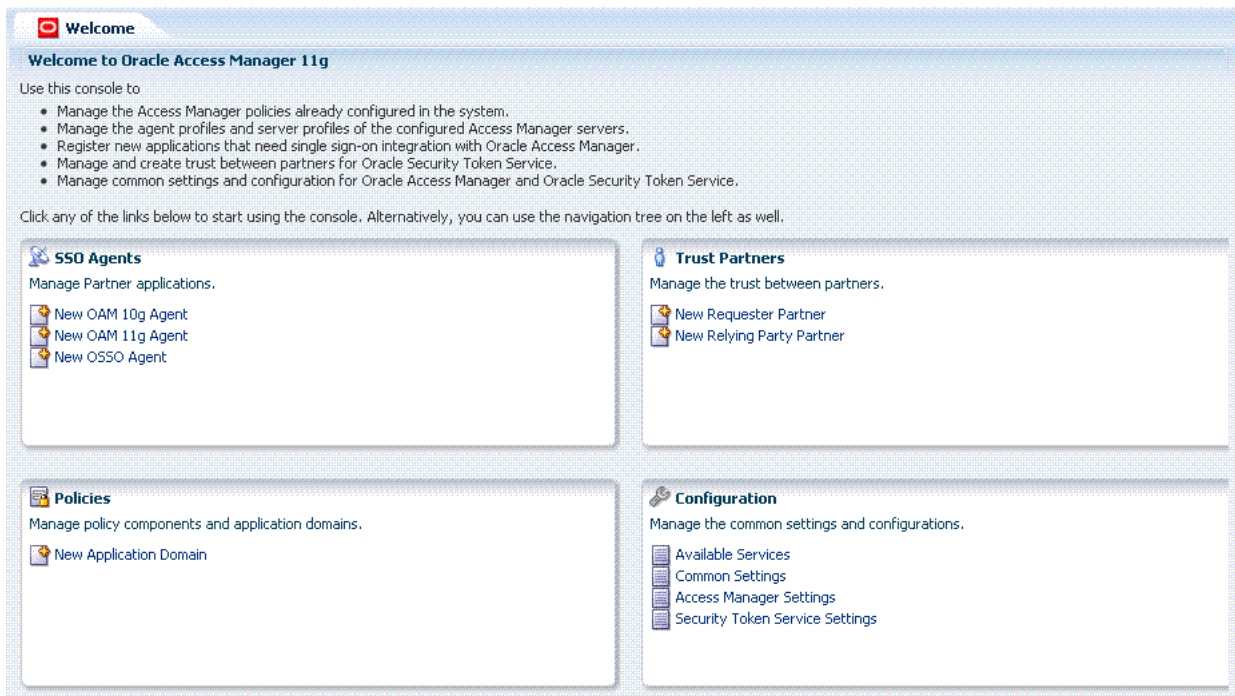 Welcome
Welcome to Oracle Access Manager 11g
Use this console to
• Manage the Access Manager policies already configured in the system.
• Manage the agent profiles and server profiles of the configured Access Manager servers.
• Register new applications that need single sign-on integration with Oracle Access Manager.
• Manage and create trust between partners for Oracle Security Token Service.
• Manage common settings and configuration for Oracle Access Manager and Oracle Security Token Service.
Click any of the links below to start using the console. Alternatively, you can use the navigation tree on the left as well.
SSO Agents
Manage Partner applications.
New OAM 10g Agent
New OAM 11g Agent
New OSSO Agent
Trust Partners
Manage the trust between partners.
New Requester Partner
New Relying Party Partner
Policies
Manage policy components and application domains.
New Application Domain
Configuration
Manage the common settings and configurations.
Available Services
Common Settings
Access Manager Settings
Security Token Service Settings